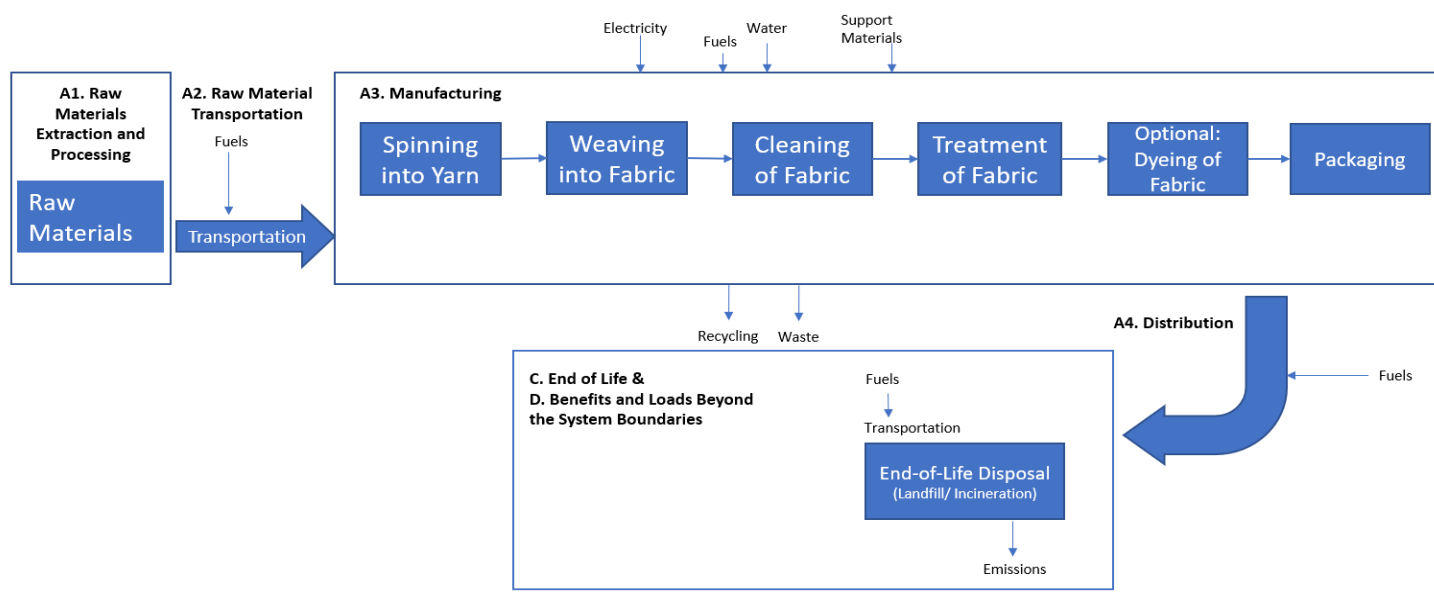 Electricity
Fuels
Water
Support
Materials
A1. Raw
Materials
Extraction and
Processing
Raw
Materials
A2. Raw Material
Transportation
Fuels
Transportation
A3. Manufacturing
Spinning
into Yarn
Weaving
into Fabric
Cleaning
of Fabric
Treatment
of Fabric
Optional:
Dyeing of
Fabric
Packaging
Recycling
Waste
A4. Distribution
Fuels
C. End of Life &
D. Benefits and Loads Beyond
the System Boundaries
Fuels
Transportation
End-of-Life Disposal
(Landfill/ Incineration)
Emissions